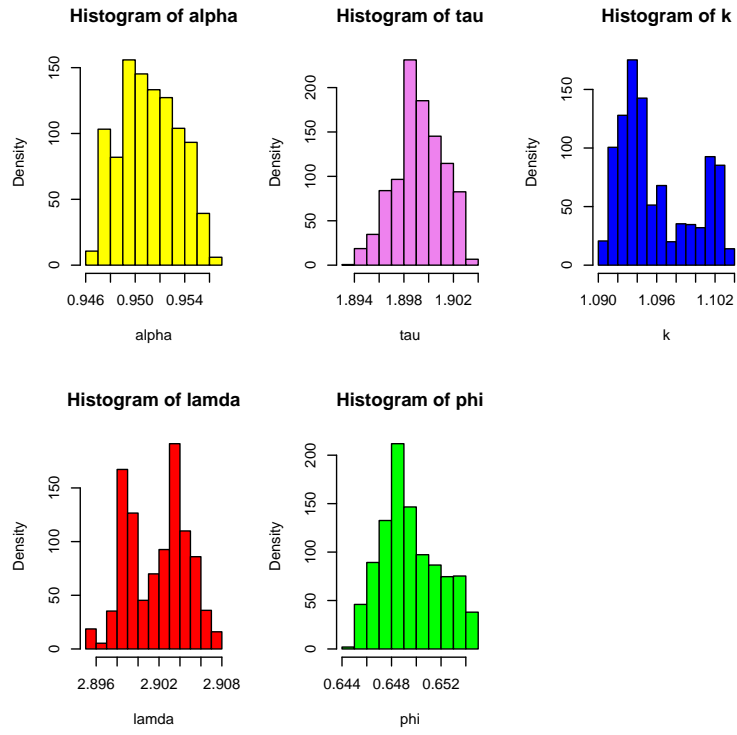 Histogram of alpha
Density
0 50 100 150
0.946 0.950 0.954
alpha
Histogram of tau
Density
0 50 100 150 200
1.894 1.898 1.902
tau
Histogram of k
Density
0 50 100 150
1.090 1.096 1.102
k
Histogram of lamda
Density
0 50 100 150
2.896 2.902 2.908
lamda
Histogram of phi
Density
0 50 100 150 200
0.644 0.648 0.652
phi